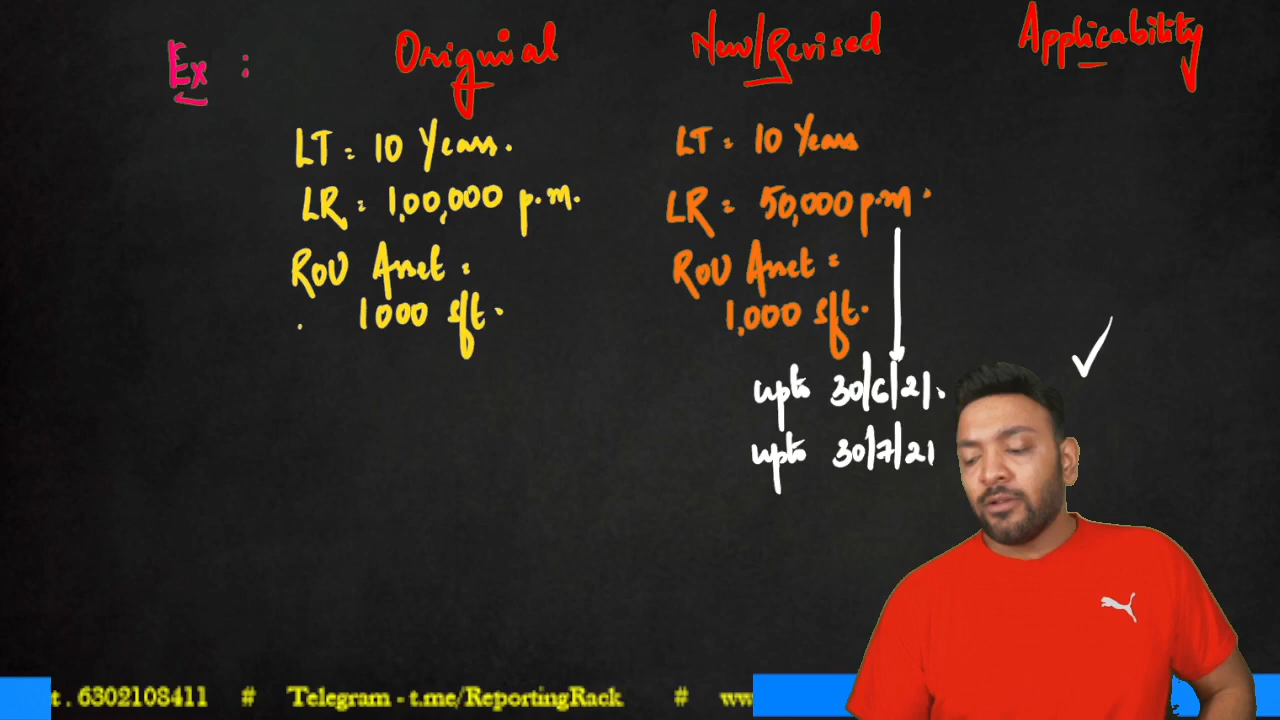 Ex : Original New/Revised Applicability
LT = 10 Years. LT = 10 Years
LR = 1,00,000 p.m. LR = 50,000 p.m.
ROU Asset = ROU Asset =
1000 sft. 1,000 sft.
upto 30/6/21.
upto 30/7/21
t . 6302108411 # Telegram - t.me/ReportingRack # ww